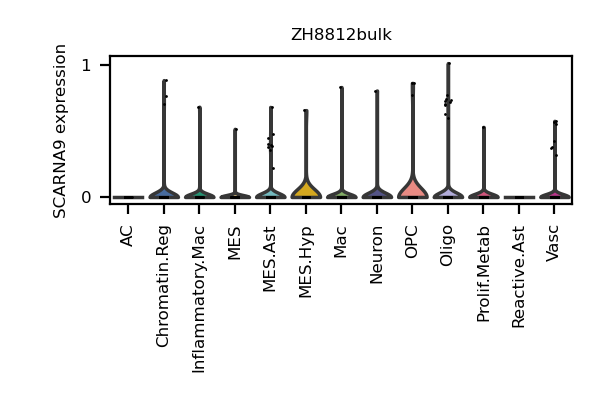 ZH8812bulk
SCARNA9 expression
1
0
AC
Chromatin.Reg
Inflammatory.Mac
MES
MES.Ast
MES.Hyp
Mac
Neuron
OPC
Oligo
Prolif.Metab
Reactive.Ast
Vasc